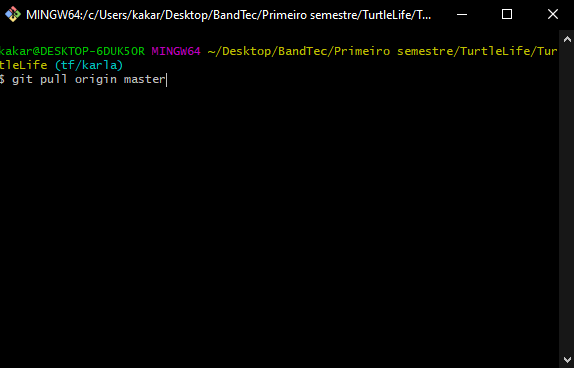 MINGW64:/c/Users/kakar/Desktop/BandTec/Primeiro semestre/TurtleLife/T...
kakar@DESKTOP-6DUK5OR MINGW64 ~/Desktop/BandTec/Primeiro semestre/TurtleLife/Tur
tleLife (tf/karla)
$ git pull origin master